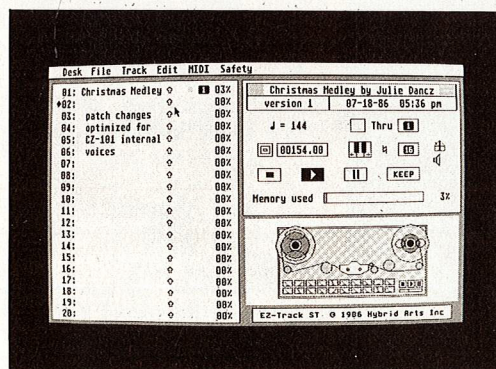 Desk File Track Edit MIDI Safety
01: Christmas Medley 1 03%
02: 00%
03: patch changes 00%
04: optimized for 00%
05: CZ-101 internal 00%
06: voices 00%
07: 00%
08: 00%
09: 00%
10: 00%
11: 00%
12: 00%
13: 00%
14: 00%
15: 00%
16: 00%
17: 00%
18: 00%
19: 00%
20: 00%
Christmas Medley by Julie Dancz
version 1 07-18-86 05:36 pm
♩ = 144 Thru 1
00154.00
KEEP
Memory used 3%
EZ-Track ST © 1986 Hybrid Arts Inc